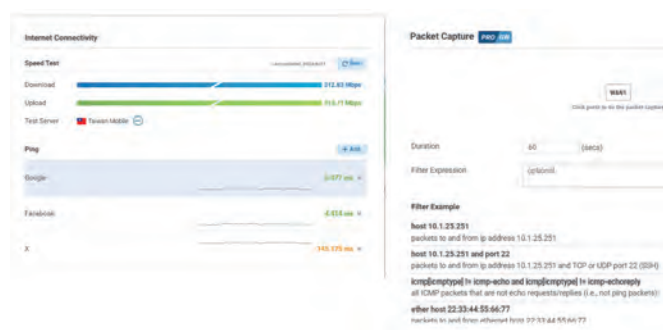 Internet Connectivity
Speed Test
Download 312.83 Mbps
Upload
Test Server Taiwan Mobile
Ping + Add
Google
Facebook
X 145.175 ms ×
Packet Capture PRO
WAN1
Duration 60 (secs)
Filter Expression optional
Filter Example
host 10.1.25.251
packets to and from ip address 10.1.25.251
host 10.1.25.251 and port 22
packets to and from ip address 10.1.25.251 and TCP or UDP port 22 (SSH)
icmp[icmptype] != icmp-echo and icmp[icmptype] != icmp-echoreply
all ICMP packets that are not echo requests/replies (i.e., not ping packets)
ether host 22:33:44:55:66:77
packets to and from ethernet host 22:33:44:55:66:77